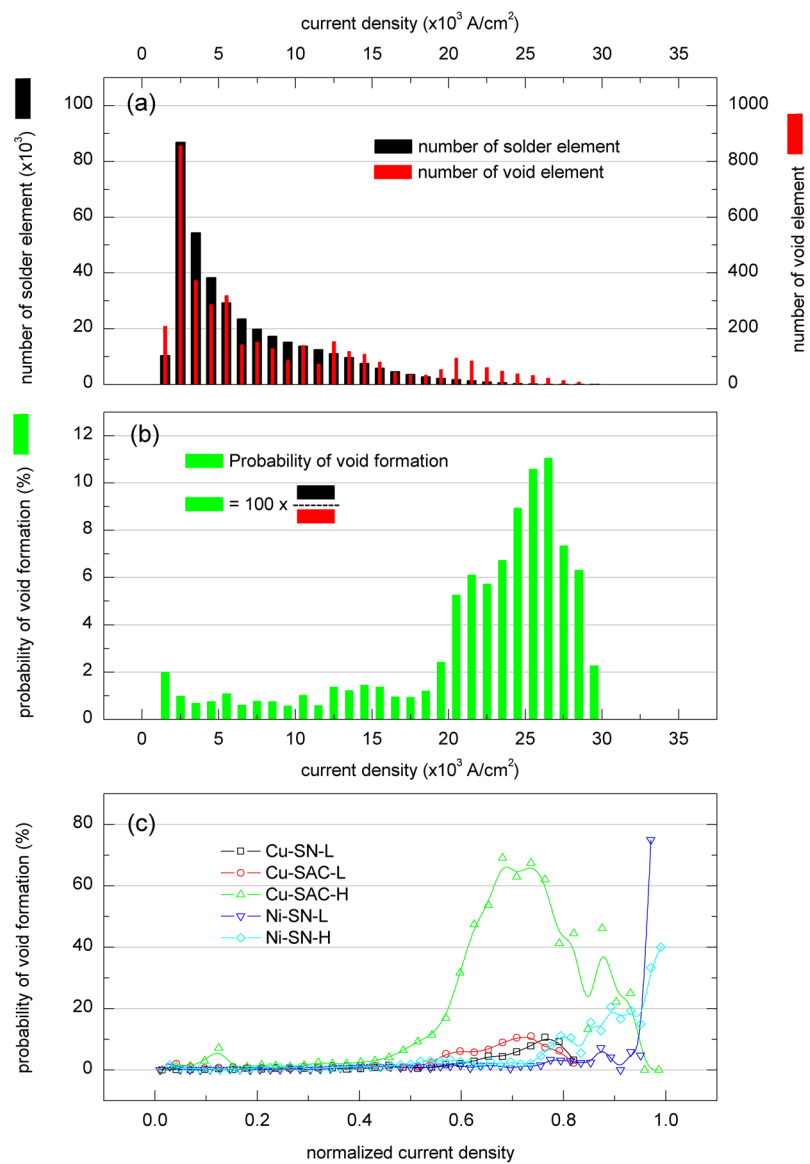 current density (x10³ A/cm²)
0 5 10 15 20 25 30 35
(a)
number of solder element (x10³)
100
80
60
40
20
0
number of solder element
number of void element
1000
800
600
400
200
0
number of void element
(b)
probability of void formation (%)
12
10
8
6
4
2
0
Probability of void formation
= 100 x
0 5 10 15 20 25 30 35
current density (x10³ A/cm²)
(c)
probability of void formation (%)
80
60
40
20
0
Cu-SN-L
Cu-SAC-L
Cu-SAC-H
Ni-SN-L
Ni-SN-H
0.0 0.2 0.4 0.6 0.8 1.0
normalized current density